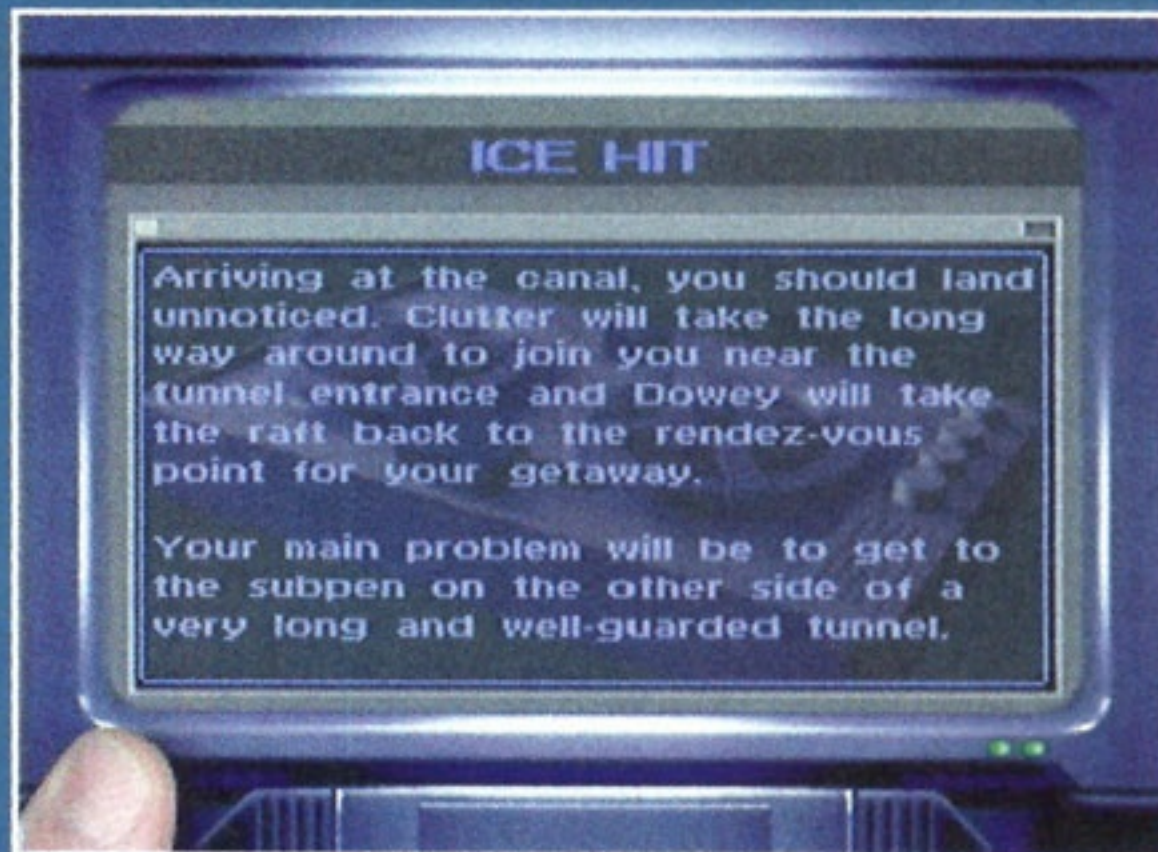 ICE HIT
Arriving at the canal, you should land
unnoticed. Clutter will take the long
way around to join you near the
tunnel entrance and Dowey will take
the raft back to the rendez-vous
point for your getaway.
Your main problem will be to get to
the subpen on the other side of a
very long and well-guarded tunnel.